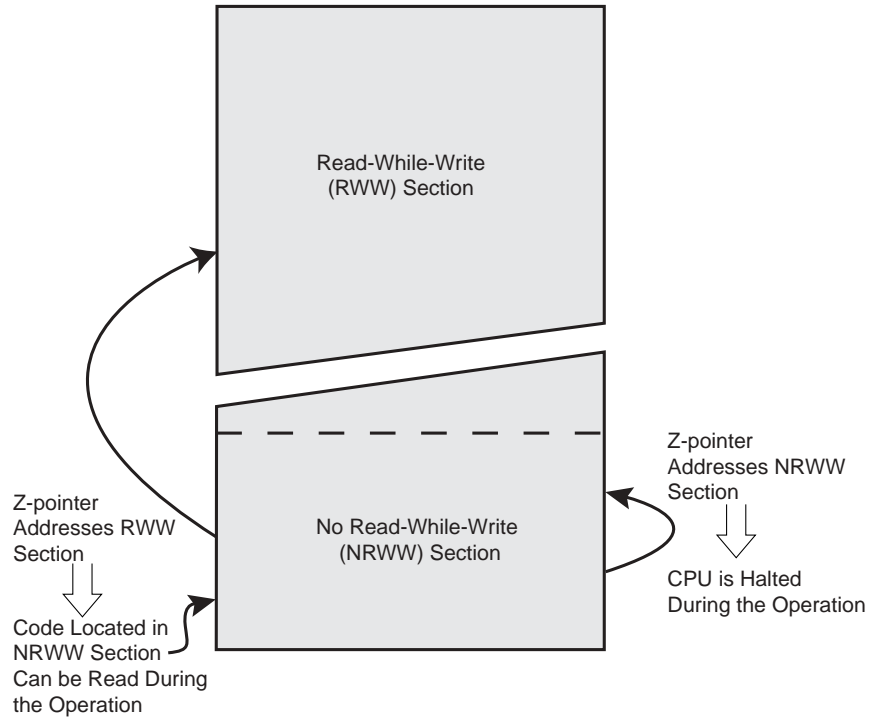 Read-While-Write
(RWW) Section
Z-pointer
Addresses NRWW
Section
Z-pointer
Addresses RWW
Section
No Read-While-Write
(NRWW) Section
CPU is Halted
During the Operation
Code Located in
NRWW Section
Can be Read During
the Operation